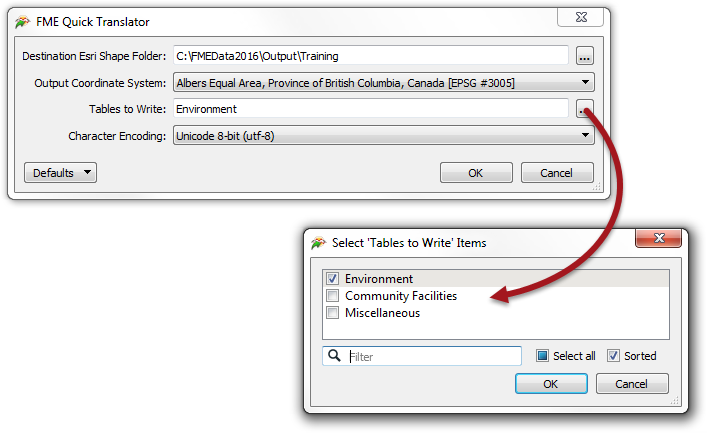 FME Quick Translator
Destination Esri Shape Folder: C:\FMEData2016\Output\Training ...
Output Coordinate System: Albers Equal Area, Province of British Columbia, Canada [EPSG #3005]
Tables to Write: Environment ...
Character Encoding: Unicode 8-bit (utf-8)
Defaults OK Cancel
Select 'Tables to Write' Items
Environment
Community Facilities
Miscellaneous
Filter Select all Sorted
OK Cancel